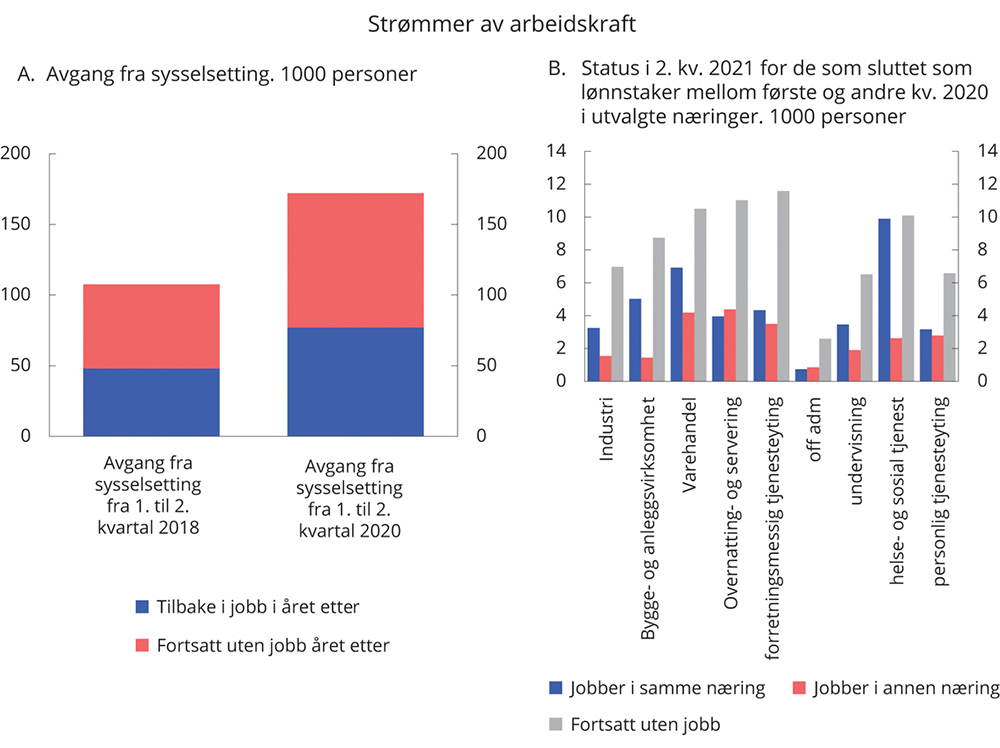 Strømmer av arbeidskraft
A. Avgang fra sysselsetting. 1000 personer
200
150
100
50
0
200
150
100
50
0
Avgang fra
sysselsetting
fra 1. til 2.
kvartal 2018
Avgang fra
sysselsetting
fra 1. til 2.
kvartal 2020
Tilbake i jobb i året etter
Fortsatt uten jobb året etter
B. Status i 2. kv. 2021 for de som sluttet som
lønnstaker mellom første og andre kv. 2020
i utvalgte næringer. 1000 personer
14
12
10
8
6
4
2
0
14
12
10
8
6
4
2
0
Industri
Bygge- og anleggsvirksomhet
Varehandel
Overnatting- og servering
forretningsmessig tjenesteyting
off adm
undervisning
helse- og sosial tjenest
personlig tjenesteyting
Jobber i samme næring
Jobber i annen næring
Fortsatt uten jobb